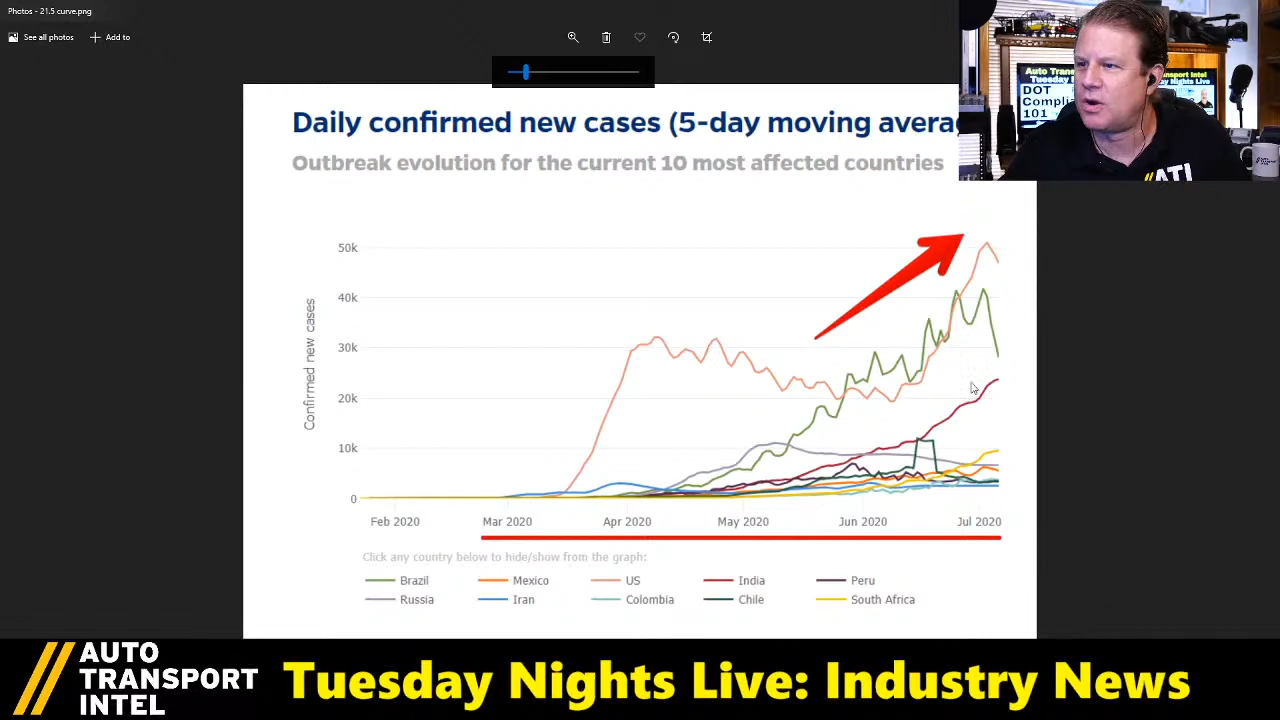 Photos - 21.5 curve.png
See all photos
Add to
Daily confirmed new cases (5-day moving avera
Outbreak evolution for the current 10 most affected countries
Confirmed new cases
50k
40k
30k
20k
10k
0
Feb 2020 Mar 2020 Apr 2020 May 2020 Jun 2020 Jul 2020
Click any country below to hide/show from the graph:
Brazil Mexico US India Peru
Russia Iran Colombia Chile South Africa
DOT
Compli
101
//ATI
AUTO
TRANSPORT
INTEL
Tuesday Nights Live: Industry News